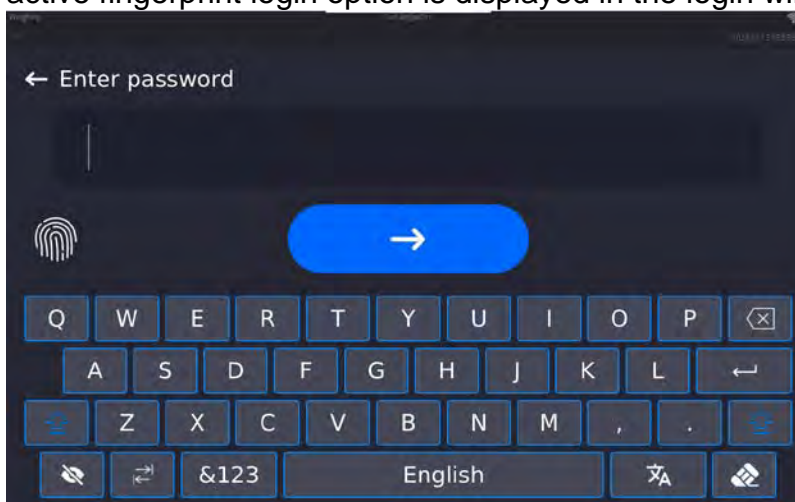 active fingerprint login option is displayed in the login wi
Enter password
Q W E R T Y U I O P
A S D F G H J K L
Z X C V B N M , .
&123 English